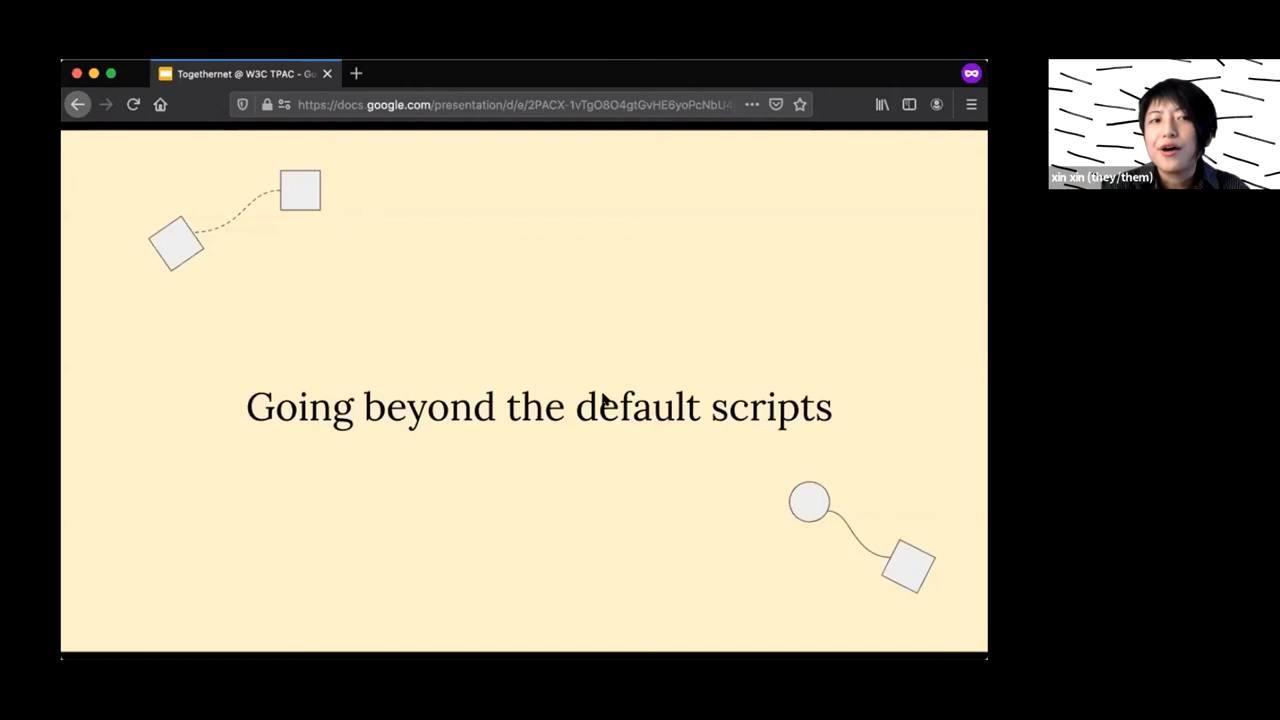 Togethernet @ W3C TPAC - Go
https://docs.google.com/presentation/d/e/2PACX-1vTgO8O4gtGvHE6yoPcNbU4
xin xin (they/them)
Going beyond the default scripts